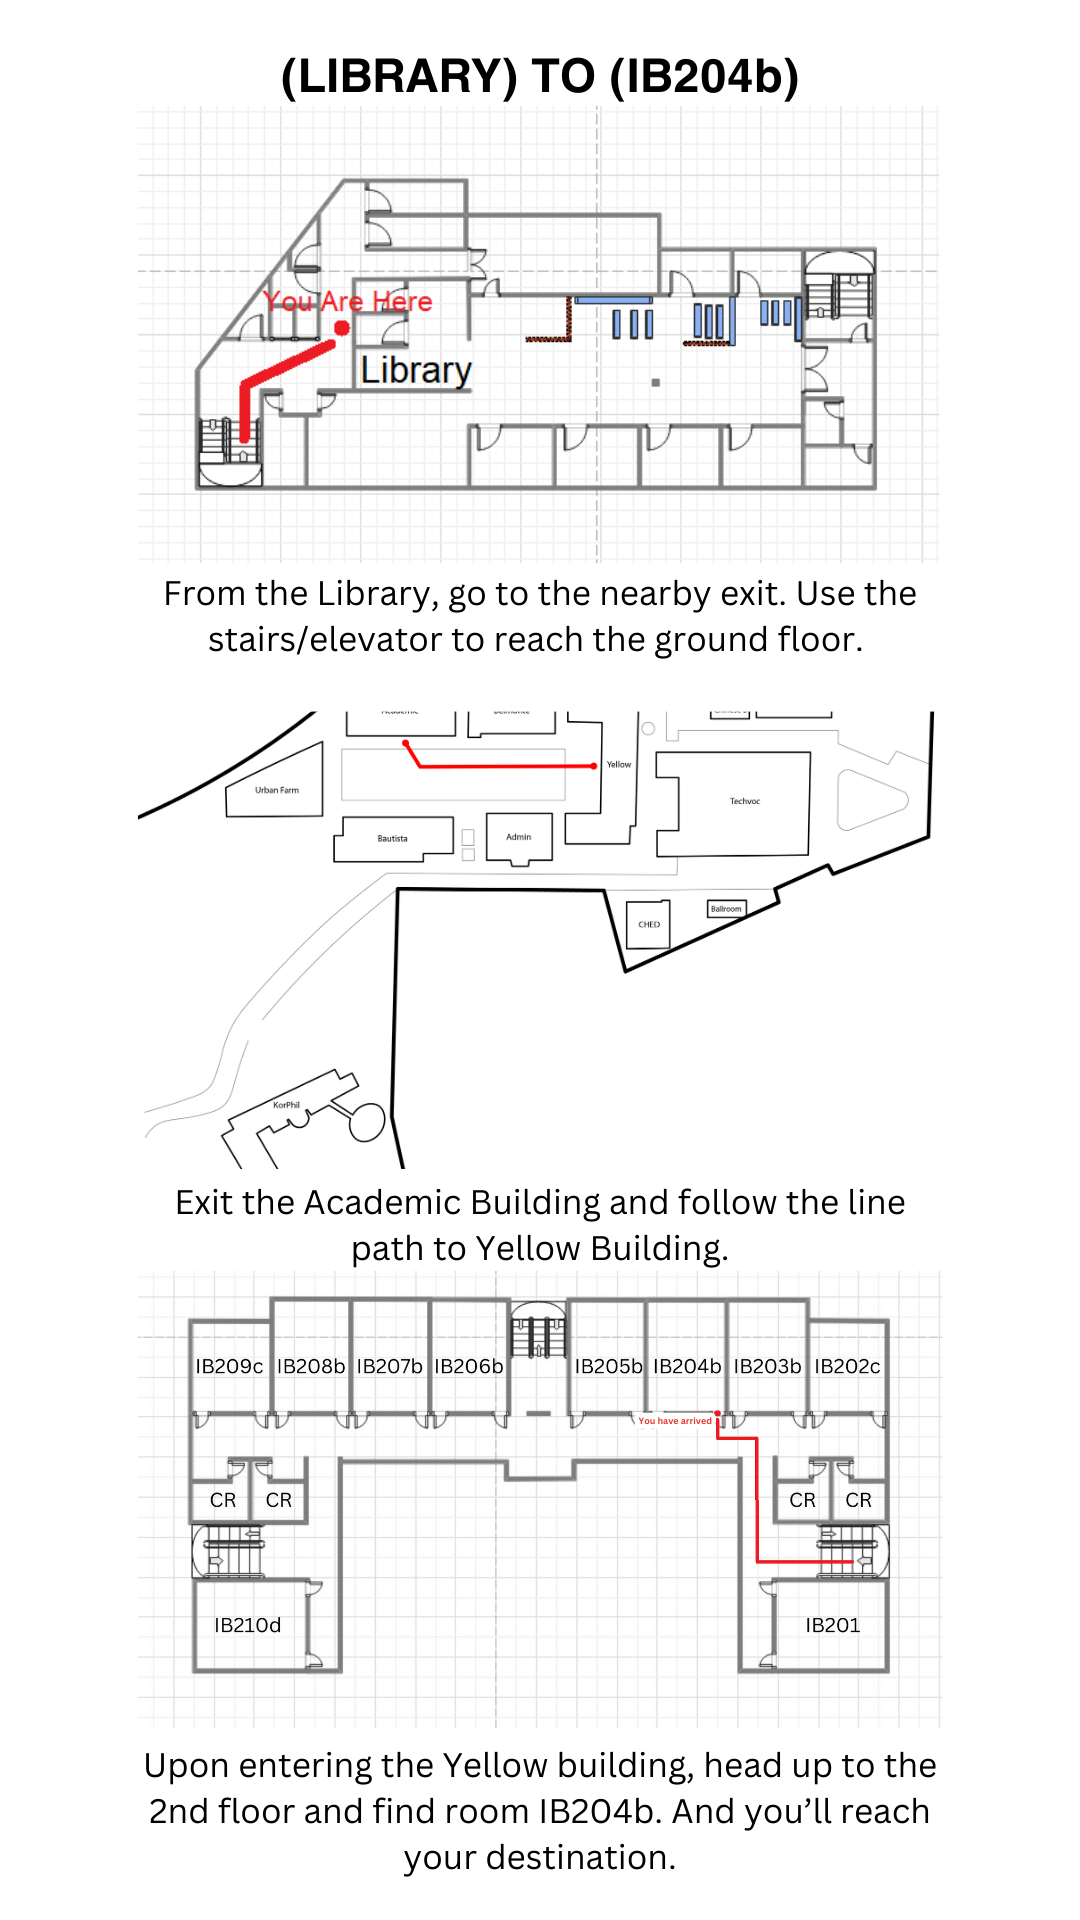 (LIBRARY) TO (IB204b)
You Are Here
Library
From the Library, go to the nearby exit. Use the
stairs/elevator to reach the ground floor.
Academic
Belmonte
Yellow
Urban Farm
Techvoc
Bautista
Admin
CHED
Ballroom
KorPhil
Exit the Academic Building and follow the line
path to Yellow Building.
IB209c IB208b IB207b IB206b IB205b IB204b IB203b IB202c
You have arrived
CR CR CR CR
IB210d IB201
Upon entering the Yellow building, head up to the
2nd floor and find room IB204b. And you’ll reach
your destination.